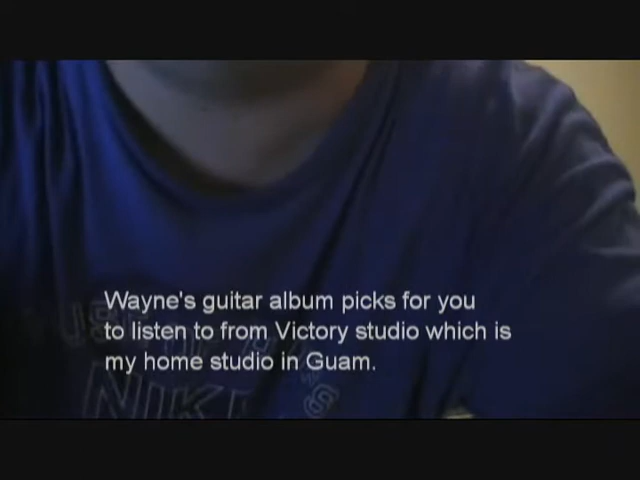 Wayne's guitar album picks for you
to listen to from Victory studio which is
my home studio in Guam.
NIKE